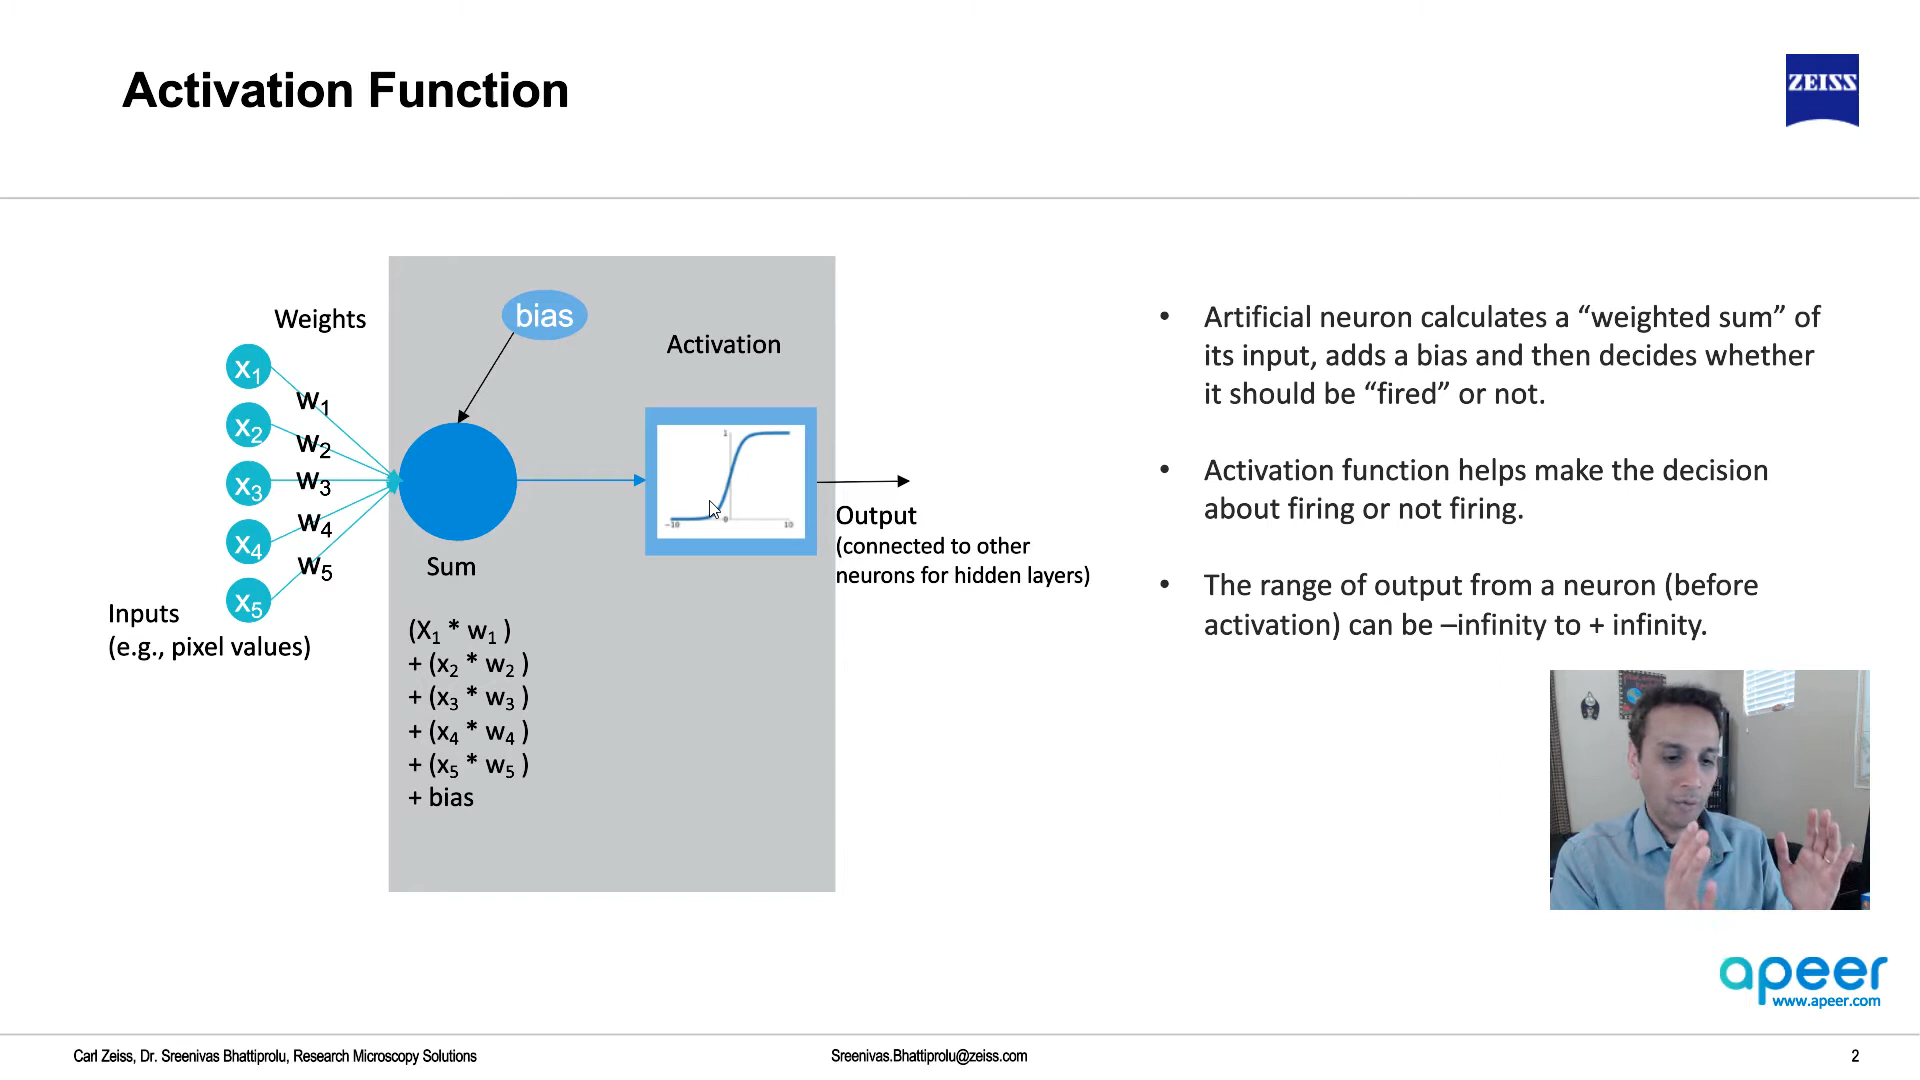 Activation Function
ZEISS
Weights
bias
Activation
x1
x2
x3
x4
x5
w1
w2
w3
w4
w5
1
-10
0
10
Sum
Output
(connected to other
neurons for hidden layers)
Inputs
(e.g., pixel values)
(X1 * w1 )
+ (x2 * w2 )
+ (x3 * w3 )
+ (x4 * w4 )
+ (x5 * w5 )
+ bias
• Artificial neuron calculates a “weighted sum” of
its input, adds a bias and then decides whether
it should be “fired” or not.
• Activation function helps make the decision
about firing or not firing.
• The range of output from a neuron (before
activation) can be –infinity to + infinity.
apeer
www.apeer.com
Carl Zeiss, Dr. Sreenivas Bhattiprolu, Research Microscopy Solutions
Sreenivas.Bhattiprolu@zeiss.com
2